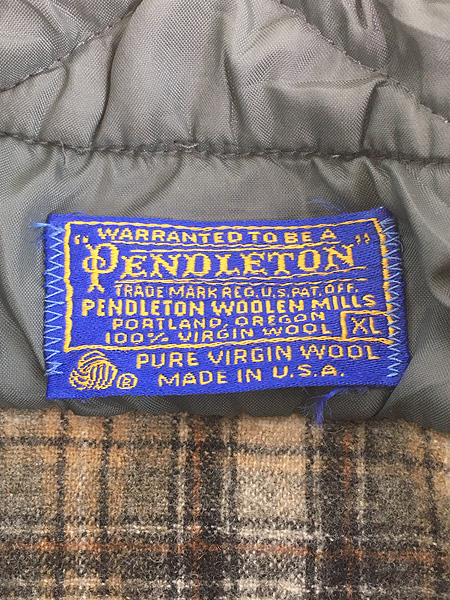 WARRANTED TO BE A
"PENDLETON"
TRADE MARK REG. U.S. PAT. OFF.
PENDLETON WOOLEN MILLS
PORTLAND, OREGON
100% VIRGIN WOOL XL
PURE VIRGIN WOOL
® MADE IN U.S.A.